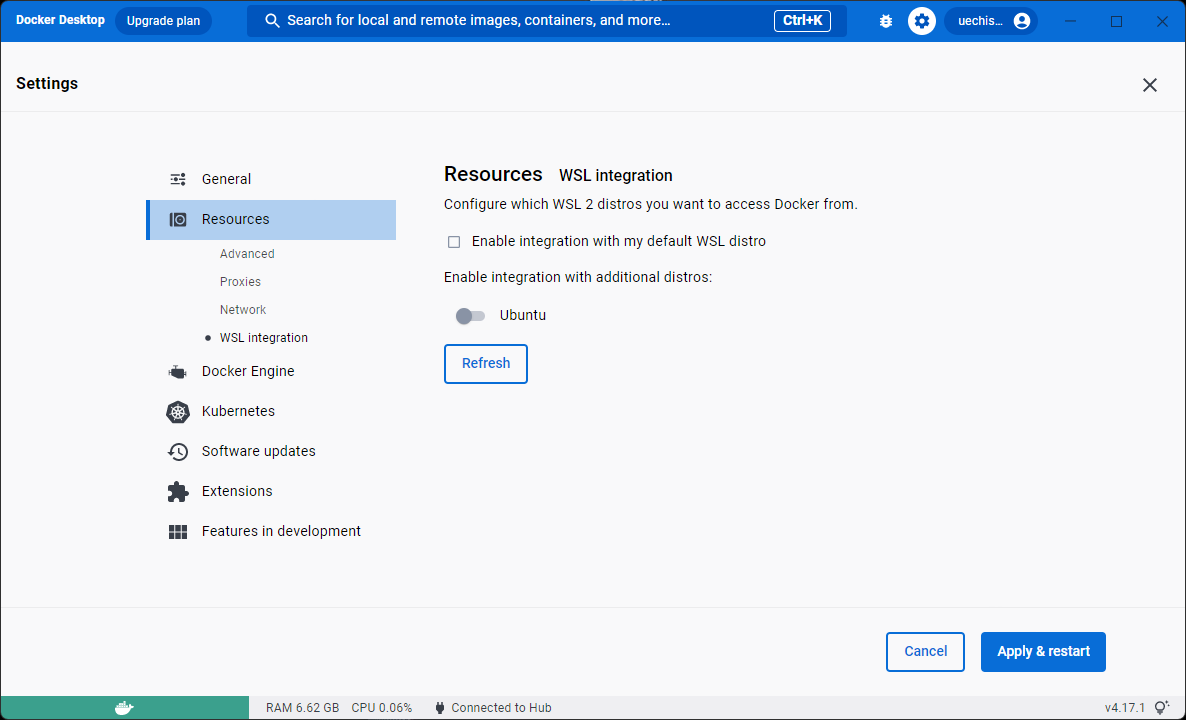 Docker Desktop Upgrade plan Search for local and remote images, containers, and more... Ctrl+K uechis...
Settings
General
Resources
Advanced
Proxies
Network
WSL integration
Docker Engine
Kubernetes
Software updates
Extensions
Features in development
Resources WSL integration
Configure which WSL 2 distros you want to access Docker from.
Enable integration with my default WSL distro
Enable integration with additional distros:
Ubuntu
Refresh
Cancel Apply & restart
RAM 6.62 GB CPU 0.06% Connected to Hub v4.17.1